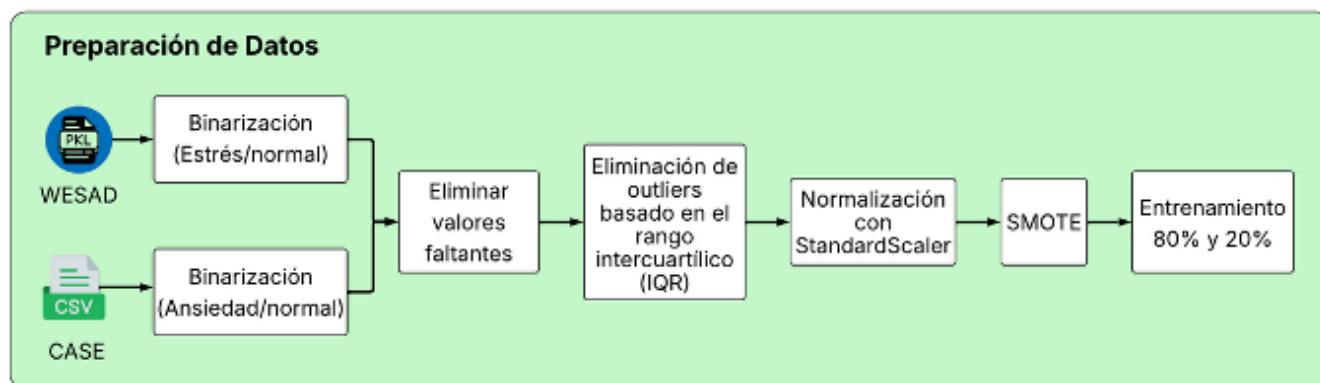 Preparación de Datos
PKL
WESAD
Binarización
(Estrés/normal)
CSV
CASE
Binarización
(Ansiedad/normal)
Eliminar
valores
faltantes
Eliminación de
outliers
basado en el
rango
intercuartílico
(IQR)
Normalización
con
StandardScaler
SMOTE
Entrenamiento
80% y 20%